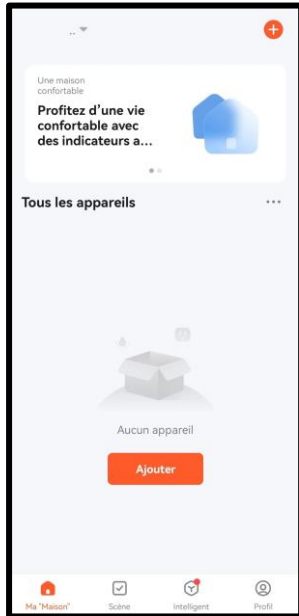 ..
Une maison
confortable
Profitez d’une vie
confortable avec
des indicateurs a...
Tous les appareils
Aucun appareil
Ajouter
Ma "Maison" Scène Intelligent Profil